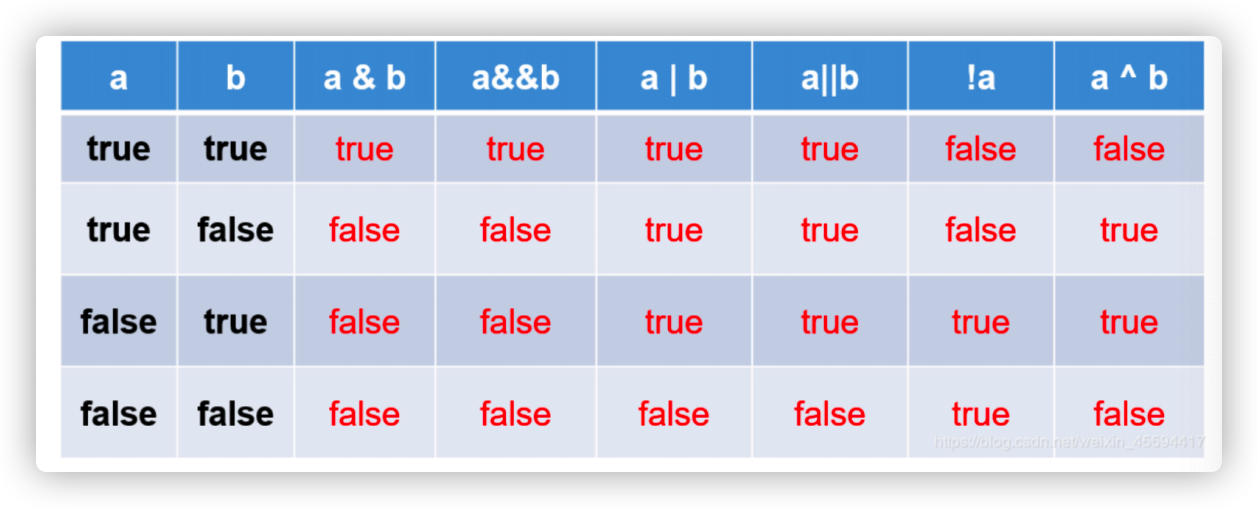 a b a & b a&&b a | b a||b !a a ^ b
true true true true true true false false
true false false false true true false true
false true false false true true true true
false false false false false false true false
https://blog.csdn.net/weixin_45694417